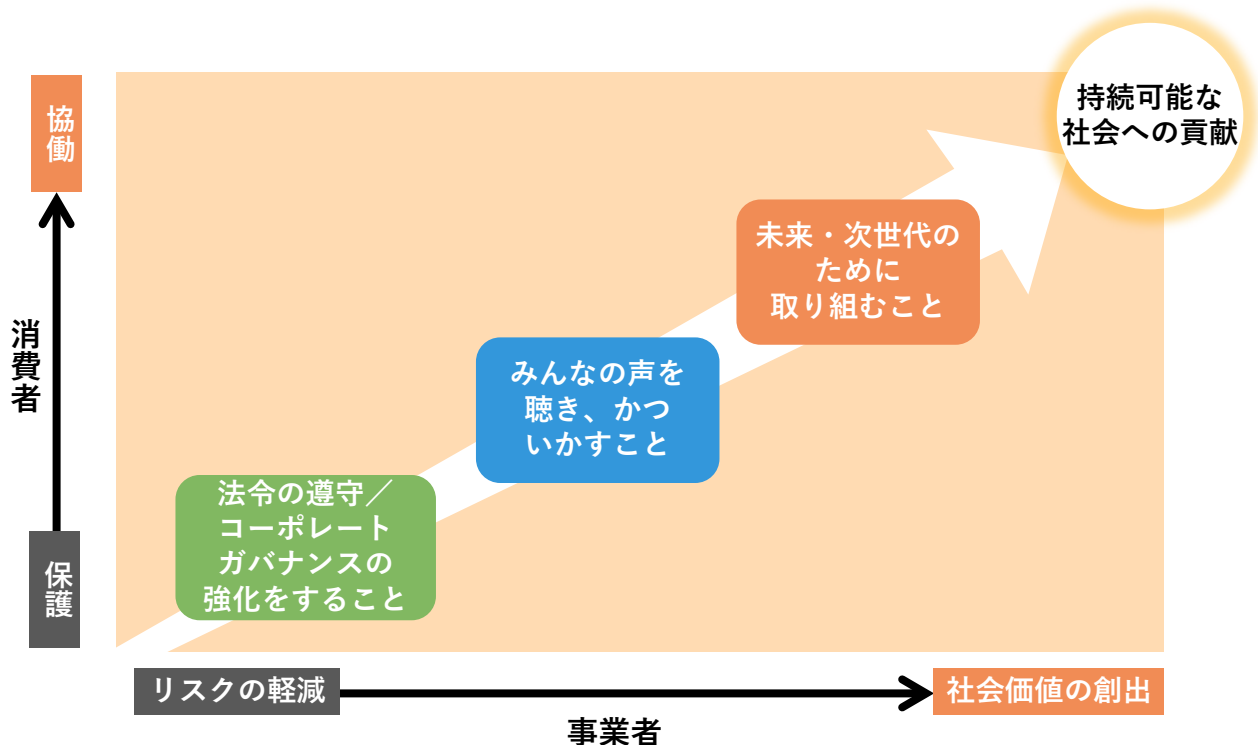 持続可能な
社会への貢献
協働
未来・次世代の
ために
取り組むこと
消費者
みんなの声を
聴き、かつ
いかすこと
法令の遵守／
コーポレート
ガバナンスの
強化をすること
保護
リスクの軽減
社会価値の創出
事業者